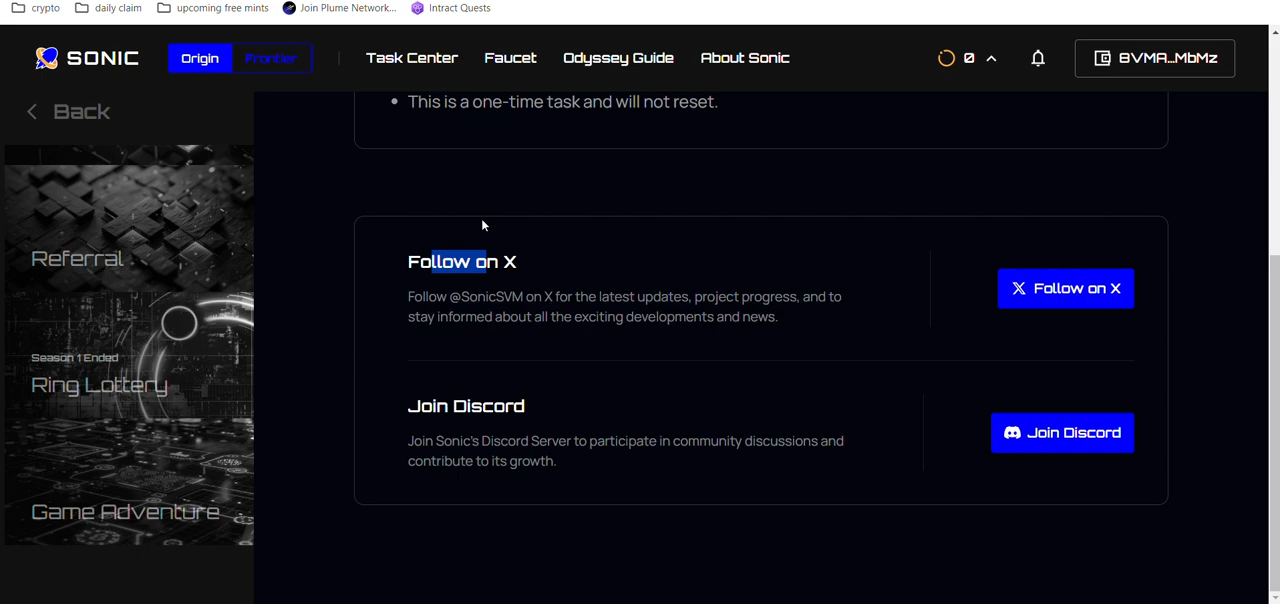 crypto
daily claim
upcoming free mints
Join Plume Network...
Intract Quests
SONIC
Origin
Frontier
Task Center
Faucet
Odyssey Guide
About Sonic
0
8VMA...MbMz
Back
• This is a one-time task and will not reset.
Referral
Season 1 Ended
Ring Lottery
Game Adventure
Follow on X
Follow @SonicSVM on X for the latest updates, project progress, and to
stay informed about all the exciting developments and news.
Follow on X
Join Discord
Join Sonic's Discord Server to participate in community discussions and
contribute to its growth.
Join Discord